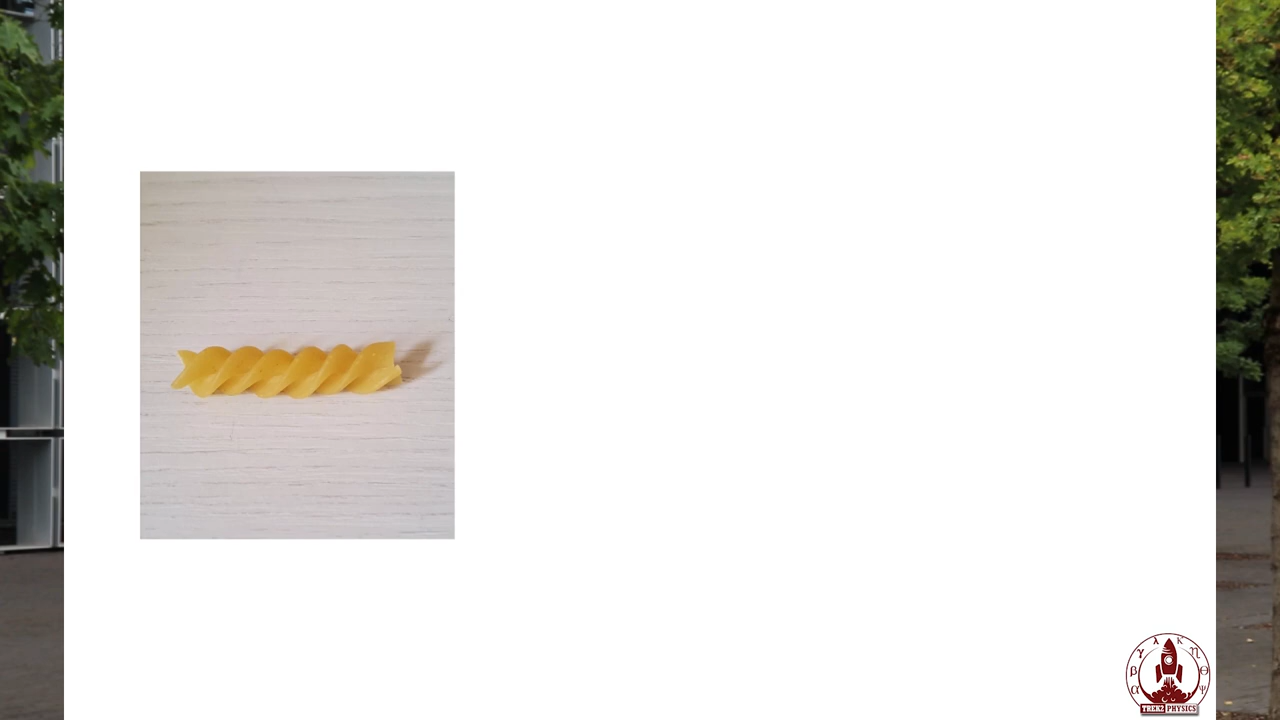 α β γ λ κ π θ Ψ
TREKZ PHYSICS